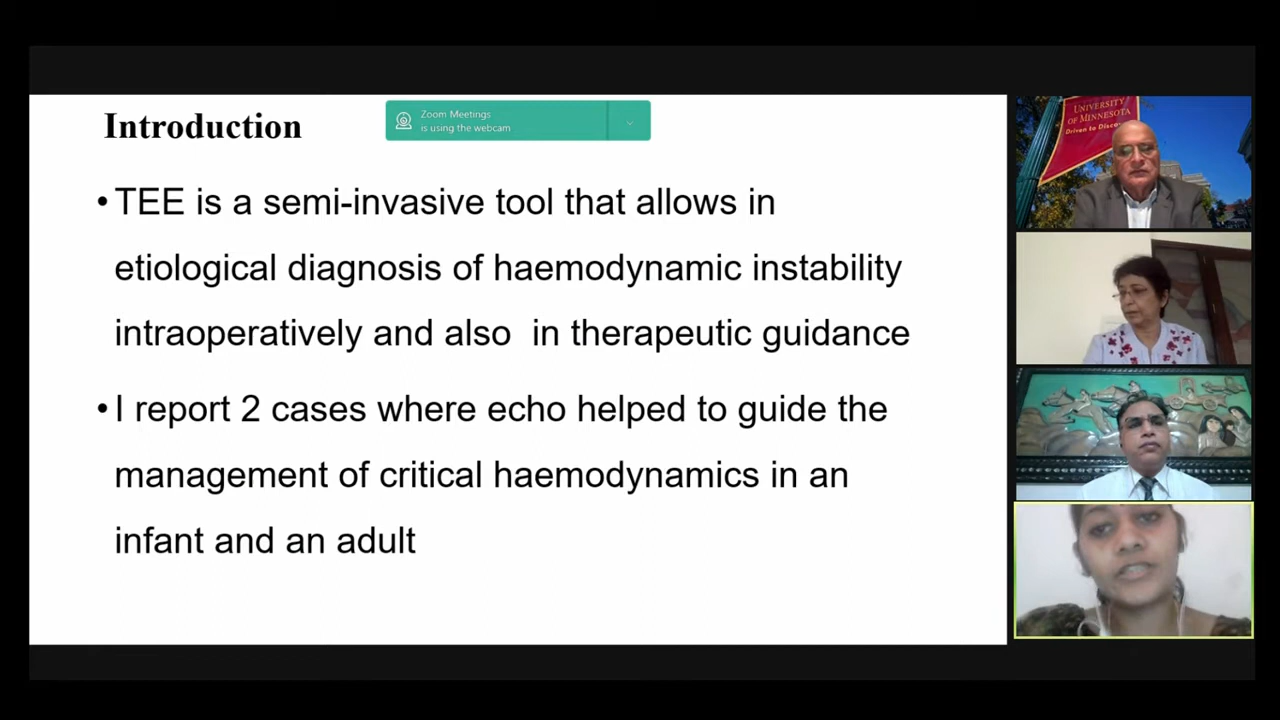 Introduction
Zoom Meetings
is using the webcam
• TEE is a semi-invasive tool that allows in
etiological diagnosis of haemodynamic instability
intraoperatively and also in therapeutic guidance
• I report 2 cases where echo helped to guide the
management of critical haemodynamics in an
infant and an adult
UNIVERSITY
OF MINNESOTA
Driven to